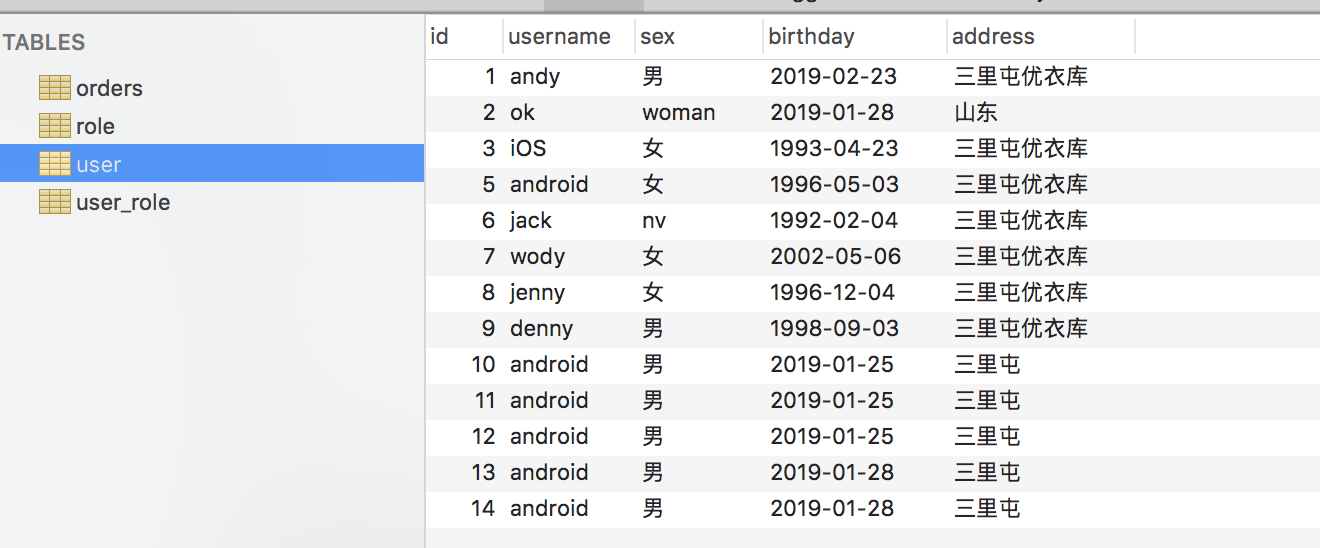 TABLES
orders
role
user
user_role
id username sex birthday address
1 andy 男 2019-02-23 三里屯优衣库
2 ok woman 2019-01-28 山东
3 iOS 女 1993-04-23 三里屯优衣库
5 android 女 1996-05-03 三里屯优衣库
6 jack nv 1992-02-04 三里屯优衣库
7 wody 女 2002-05-06 三里屯优衣库
8 jenny 女 1996-12-04 三里屯优衣库
9 denny 男 1998-09-03 三里屯优衣库
10 android 男 2019-01-25 三里屯
11 android 男 2019-01-25 三里屯
12 android 男 2019-01-25 三里屯
13 android 男 2019-01-28 三里屯
14 android 男 2019-01-28 三里屯